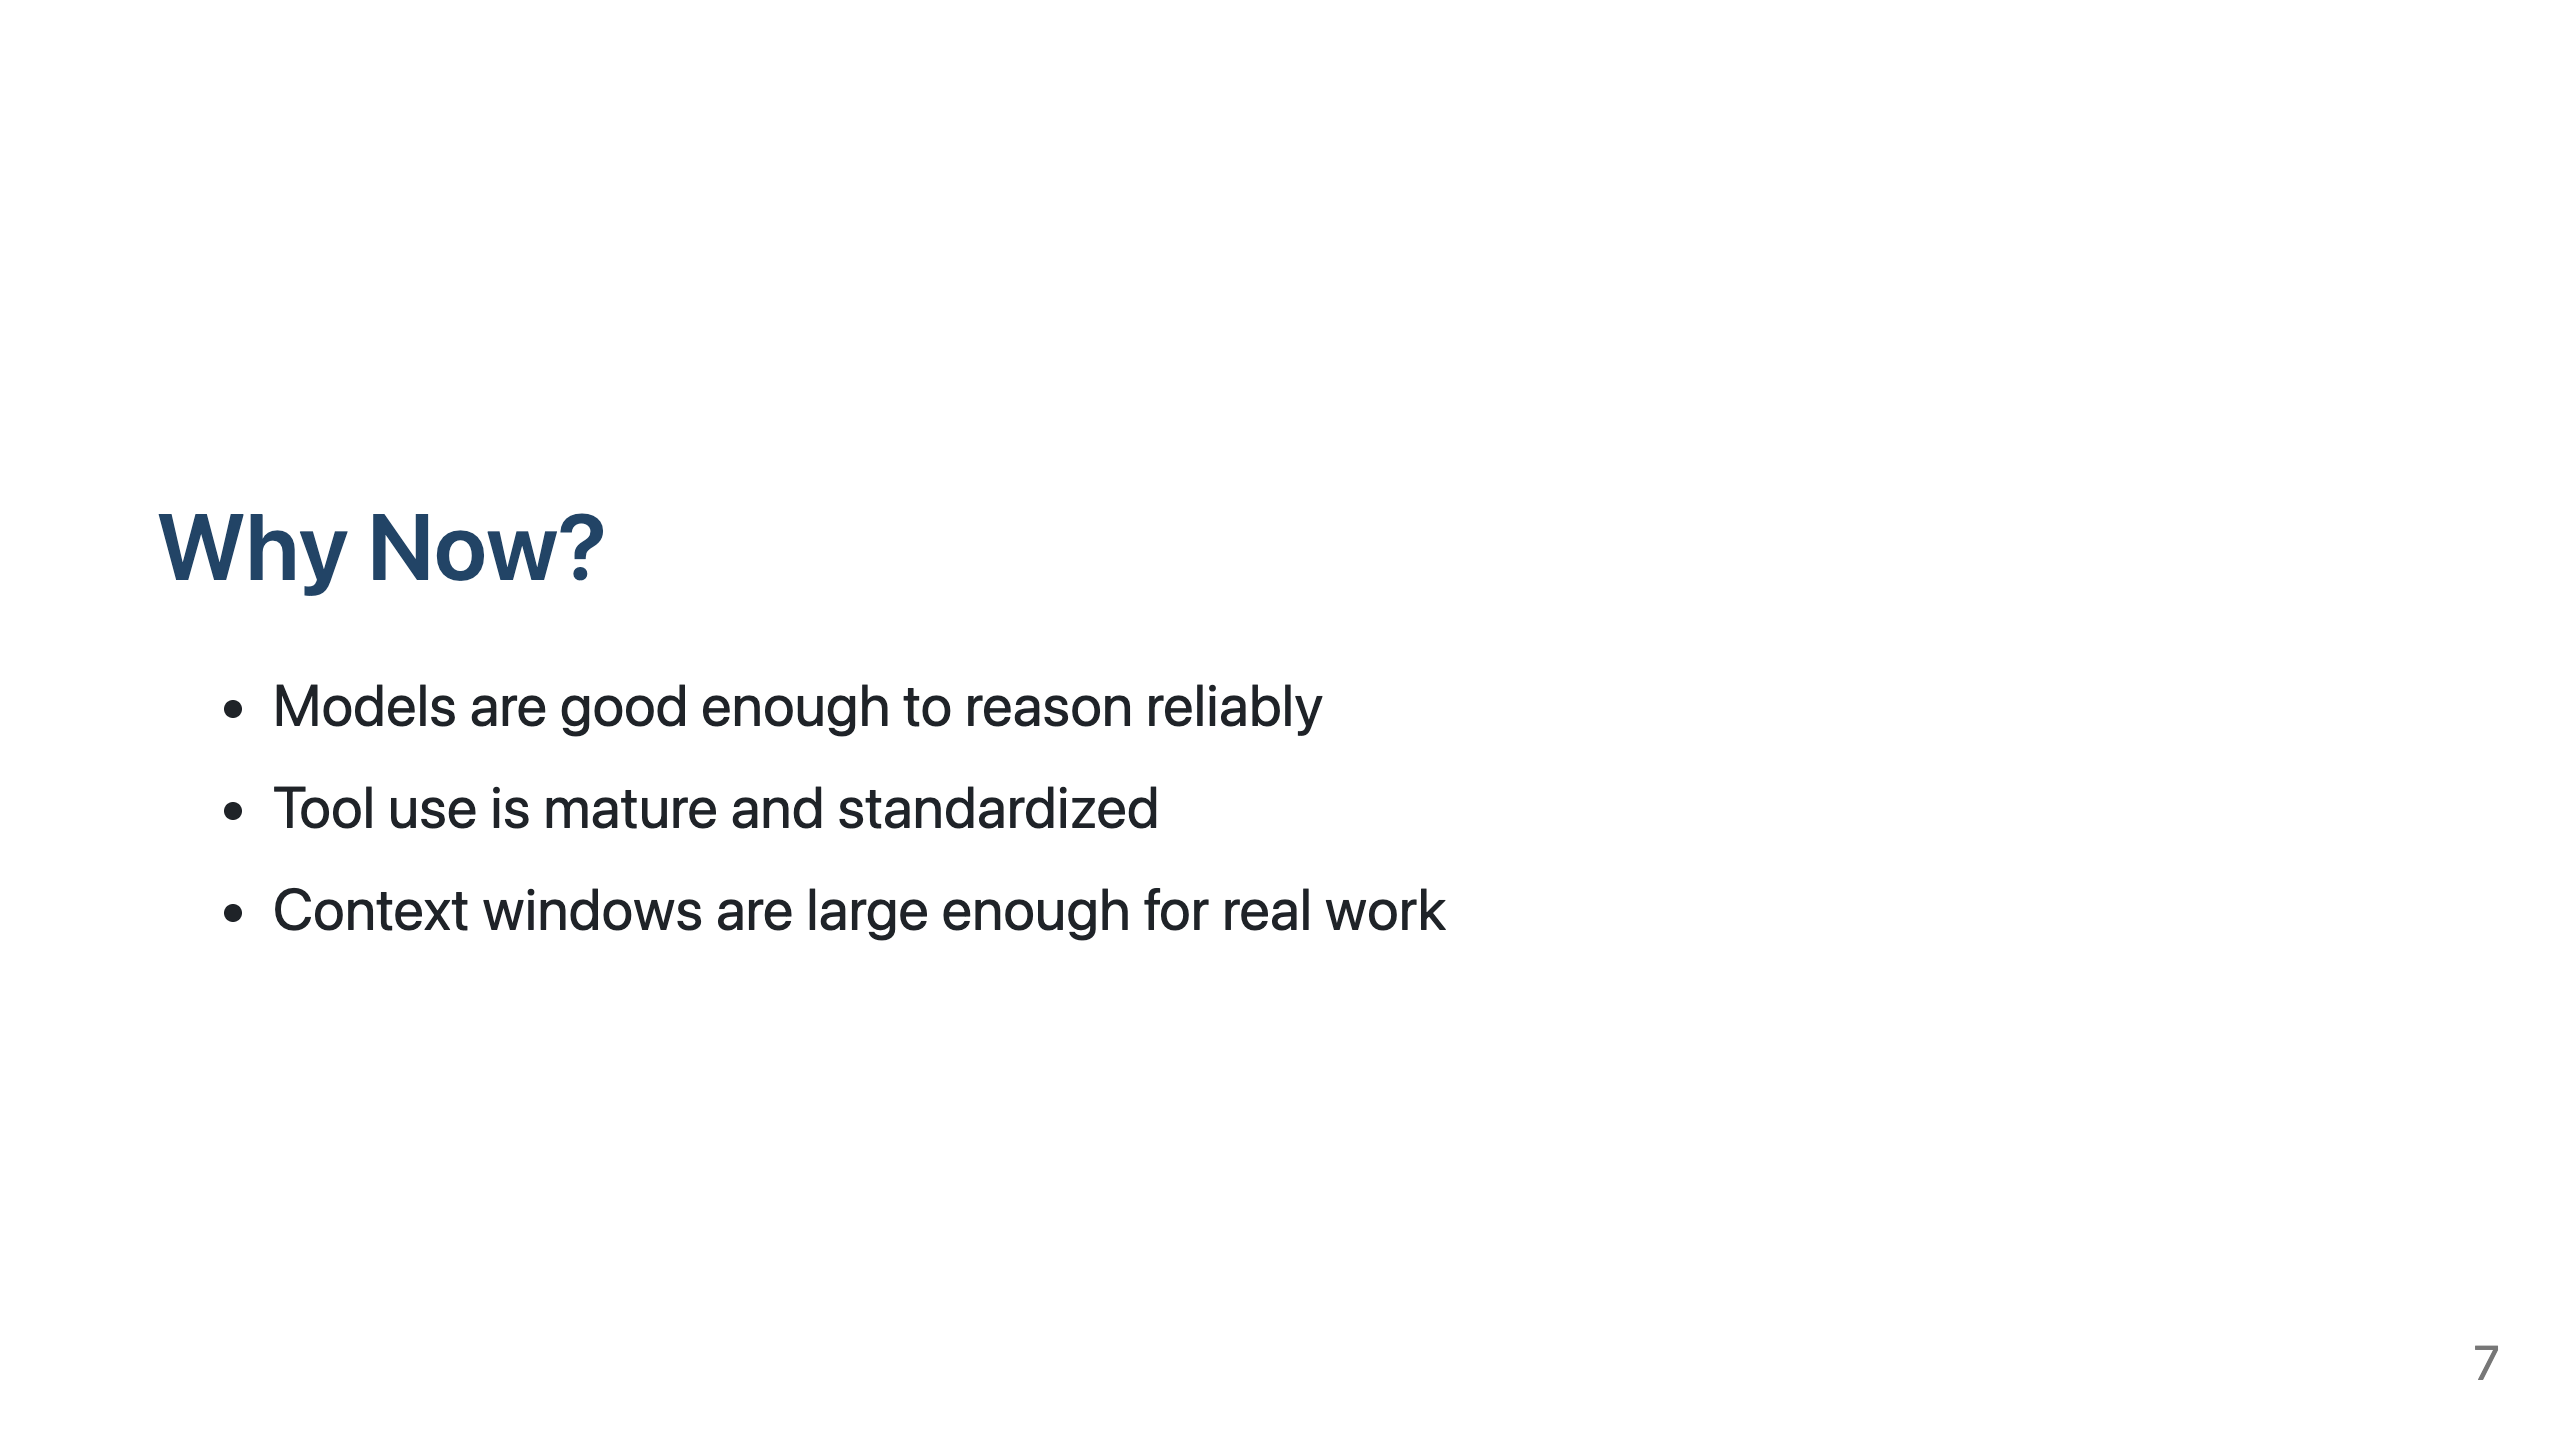 Why Now?
• Models are good enough to reason reliably
• Tool use is mature and standardized
• Context windows are large enough for real work
7